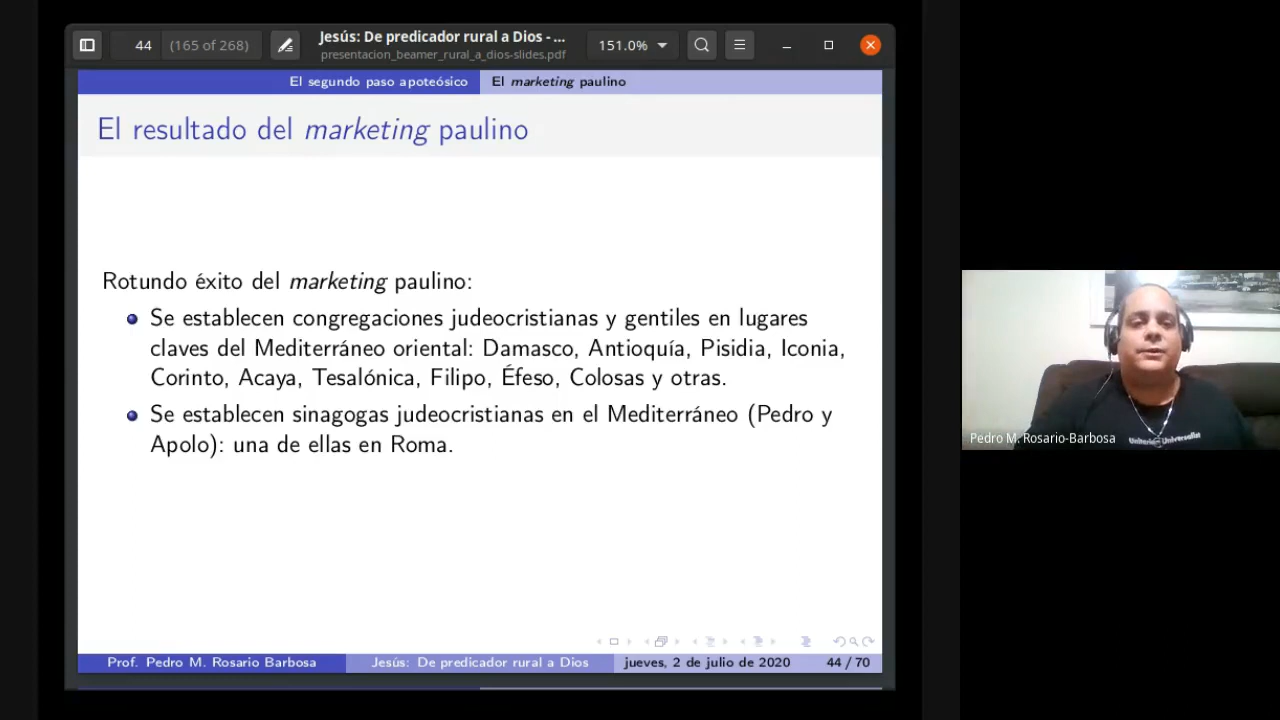 44 (165 of 268)
Jesús: De predicador rural a Dios - ...
presentacion_beamer_rural_a_dios-slides.pdf
151.0%
El segundo paso apoteósico El marketing paulino
El resultado del marketing paulino
Rotundo éxito del marketing paulino:
Se establecen congregaciones judeocristianas y gentiles en lugares
claves del Mediterráneo oriental: Damasco, Antioquía, Pisidia, Iconia,
Corinto, Acaya, Tesalónica, Filipo, Éfeso, Colosas y otras.
Se establecen sinagogas judeocristianas en el Mediterráneo (Pedro y
Apolo): una de ellas en Roma.
Prof. Pedro M. Rosario Barbosa Jesús: De predicador rural a Dios jueves, 2 de julio de 2020 44 / 70
Pedro M. Rosario-Barbosa
Unitario Universalist